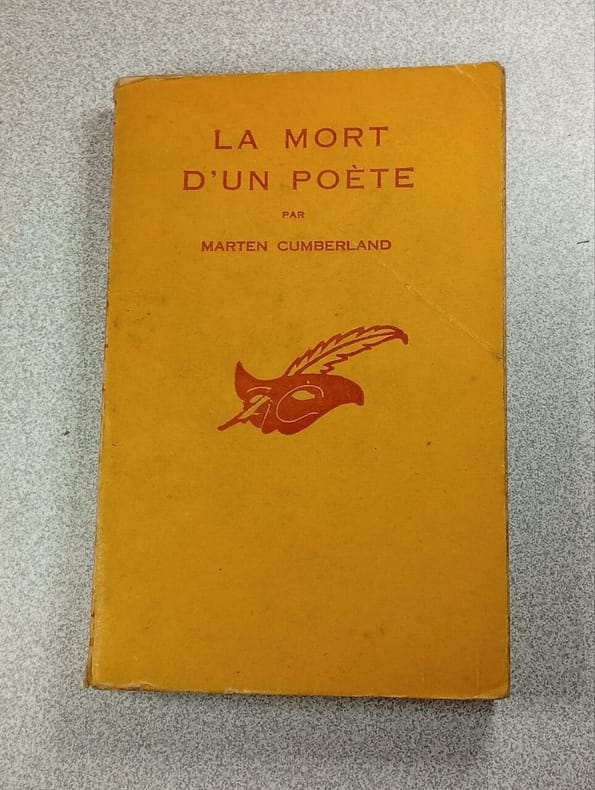 LA MORT
D'UN POÈTE
PAR
MARTEN CUMBERLAND